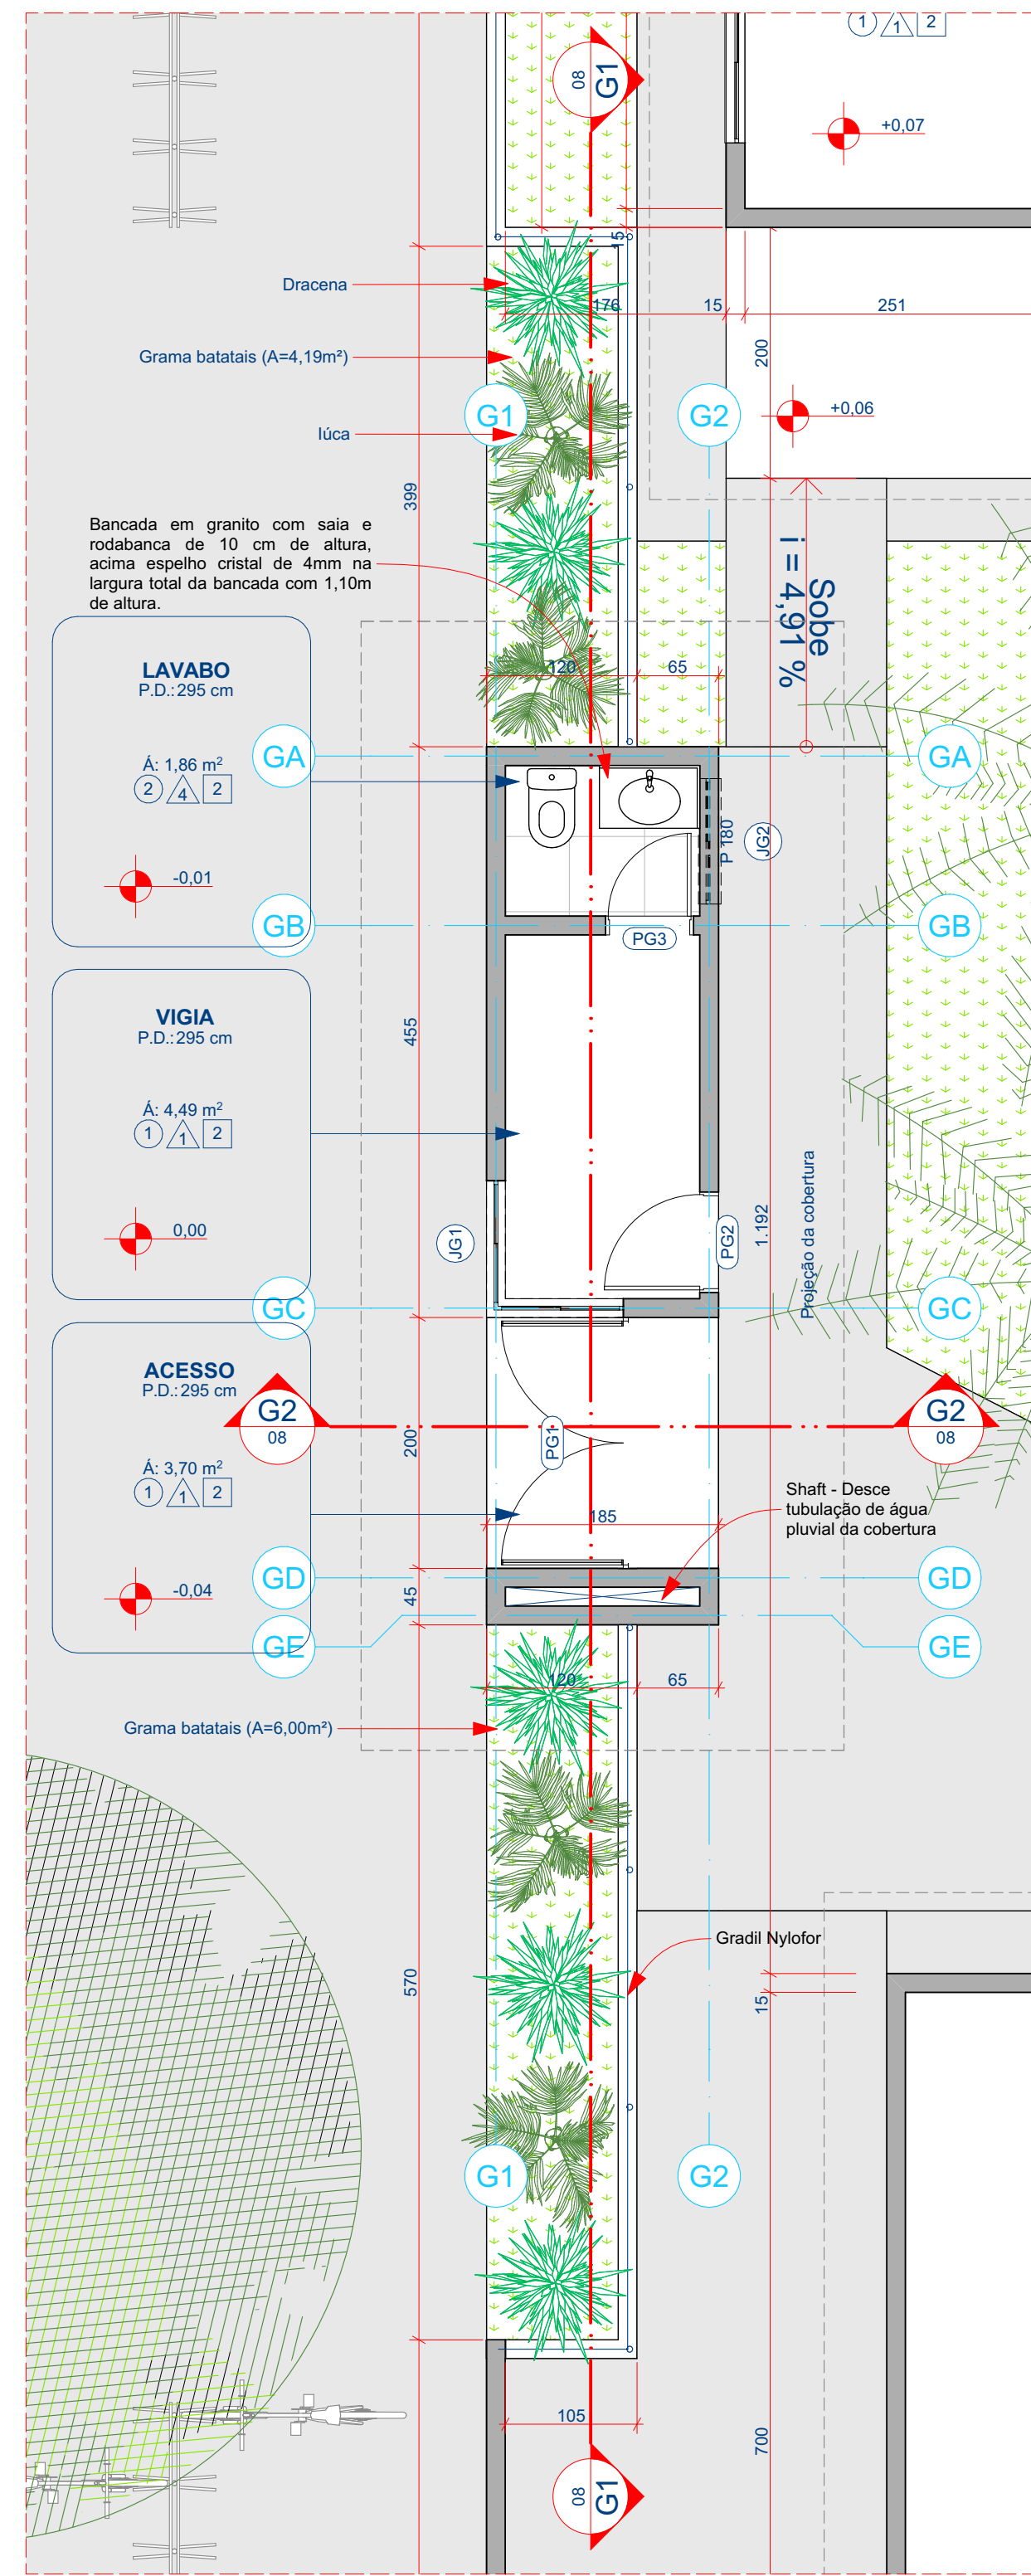 1 1 2
08
G1
+0,07
15
Dracena
176
15
251
Grama batatais (A=4,19m²)
200
G1
G2
+0,06
Iúca
399
Bancada em granito com saia e
rodabanca de 10 cm de altura,
acima espelho cristal de 4mm na
largura total da bancada com 1,10m
de altura.
Sobe
i = 4,91 %
LAVABO
P.D.: 295 cm
120
65
GA
GA
Á: 1,86 m²
2 4 2
P 180
JG2
-0,01
GB
GB
PG3
VIGIA
P.D.: 295 cm
455
Á: 4,49 m²
1 1 2
0,00
JG1
PG2
1.192
Projeção da cobertura
GC
GC
ACESSO
P.D.: 295 cm
G2
08
G2
08
200
PG1
Á: 3,70 m²
1 1 2
Shaft - Desce
tubulação de água
pluvial da cobertura
185
GD
GD
-0,04
45
GE
GE
120
65
Grama batatais (A=6,00m²)
Gradil Nylofor
570
15
G1
G2
105
700
08
G1